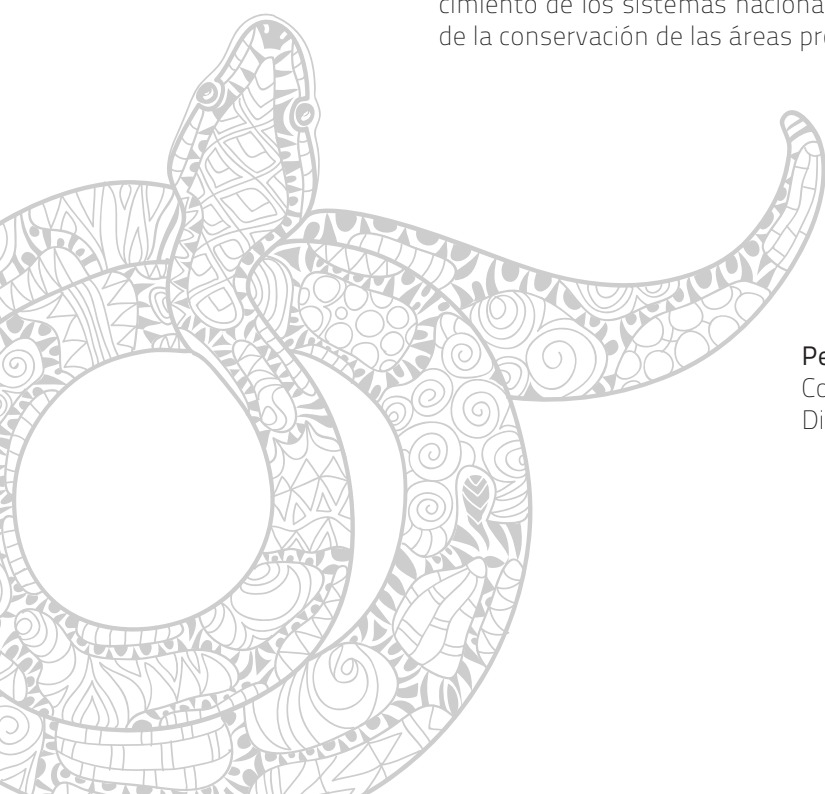 cimiento de los sistemas naciona
de la conservación de las áreas pr
Pe
Co
Di